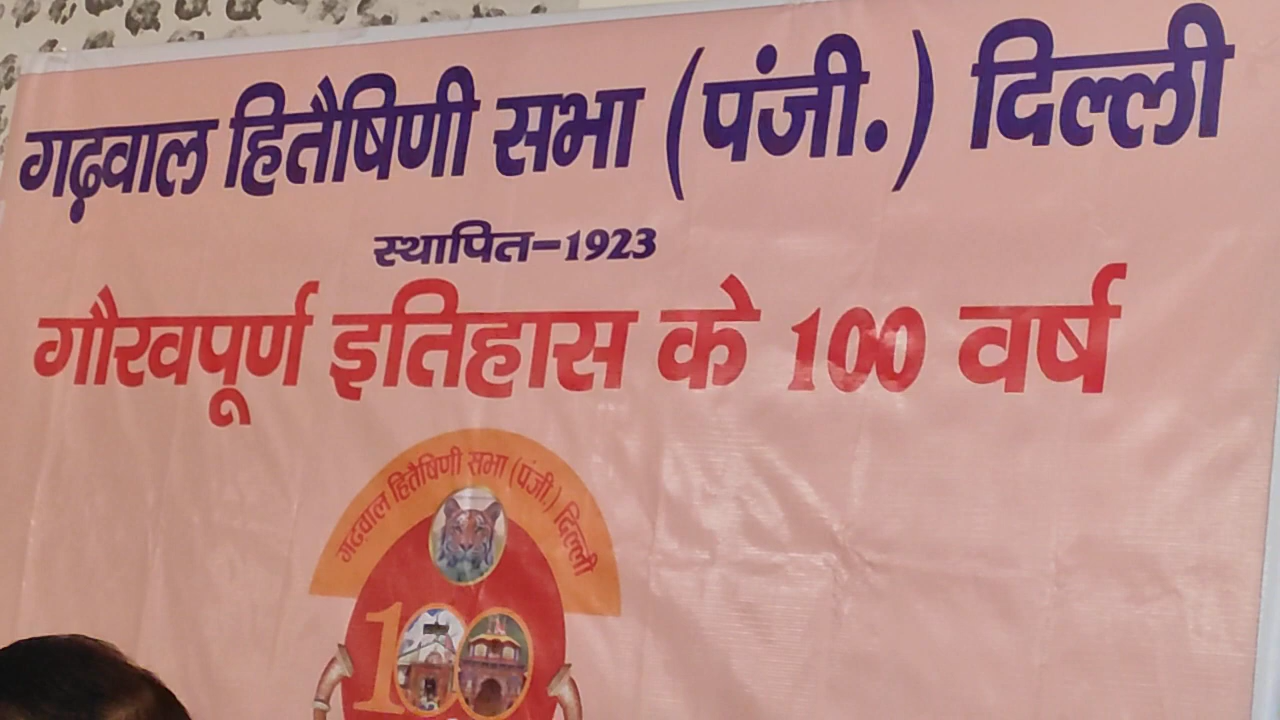 गढ़वाल हितैषिणी सभा (पंजी.) दिल्ली
स्थापित–1923
गौरवपूर्ण इतिहास के 100 वर्ष
गढ़वाल हितैषिणी सभा (पंजी.) दिल्ली
100